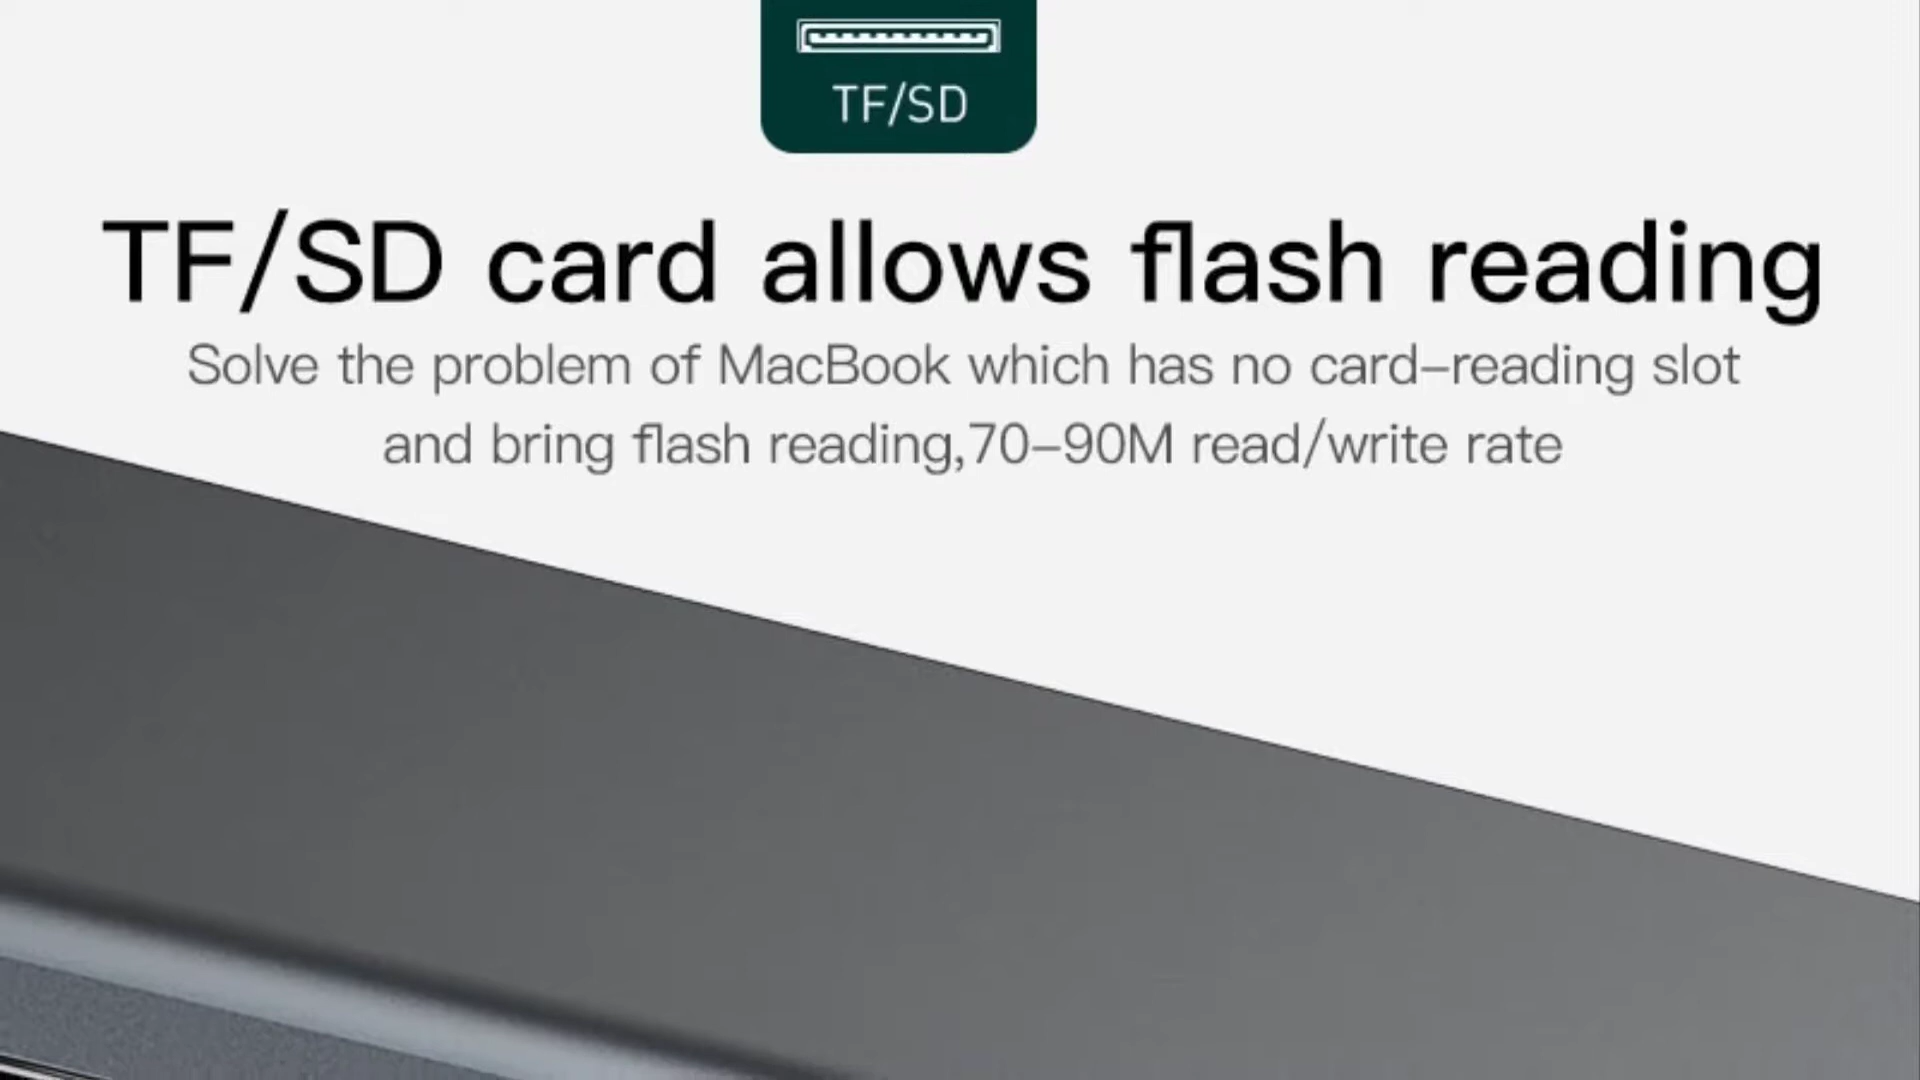 TF/SD
TF/SD card allows flash reading
Solve the problem of MacBook which has no card–reading slot
and bring flash reading,70–90M read/write rate